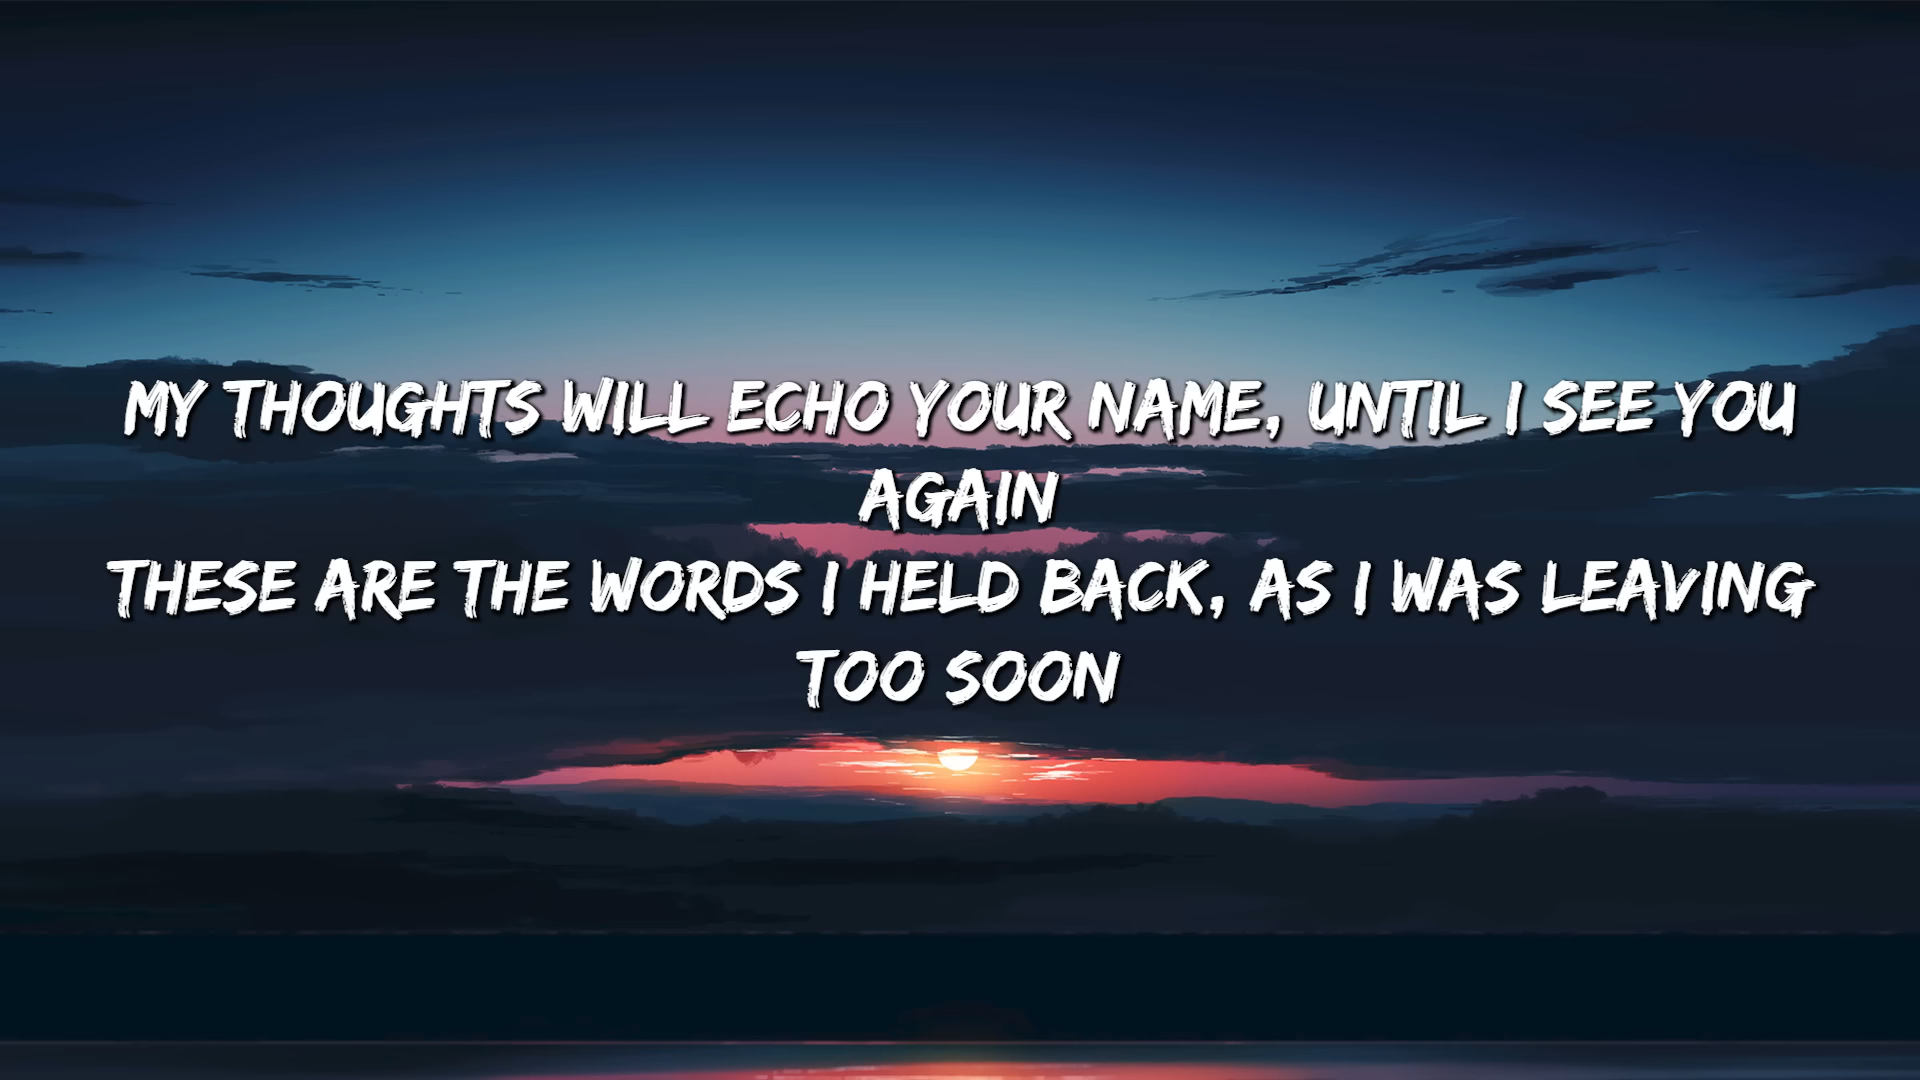 MY THOUGHTS WILL ECHO YOUR NAME, UNTIL I SEE YOU
AGAIN
THESE ARE THE WORDS I HELD BACK, AS I WAS LEAVING
TOO SOON